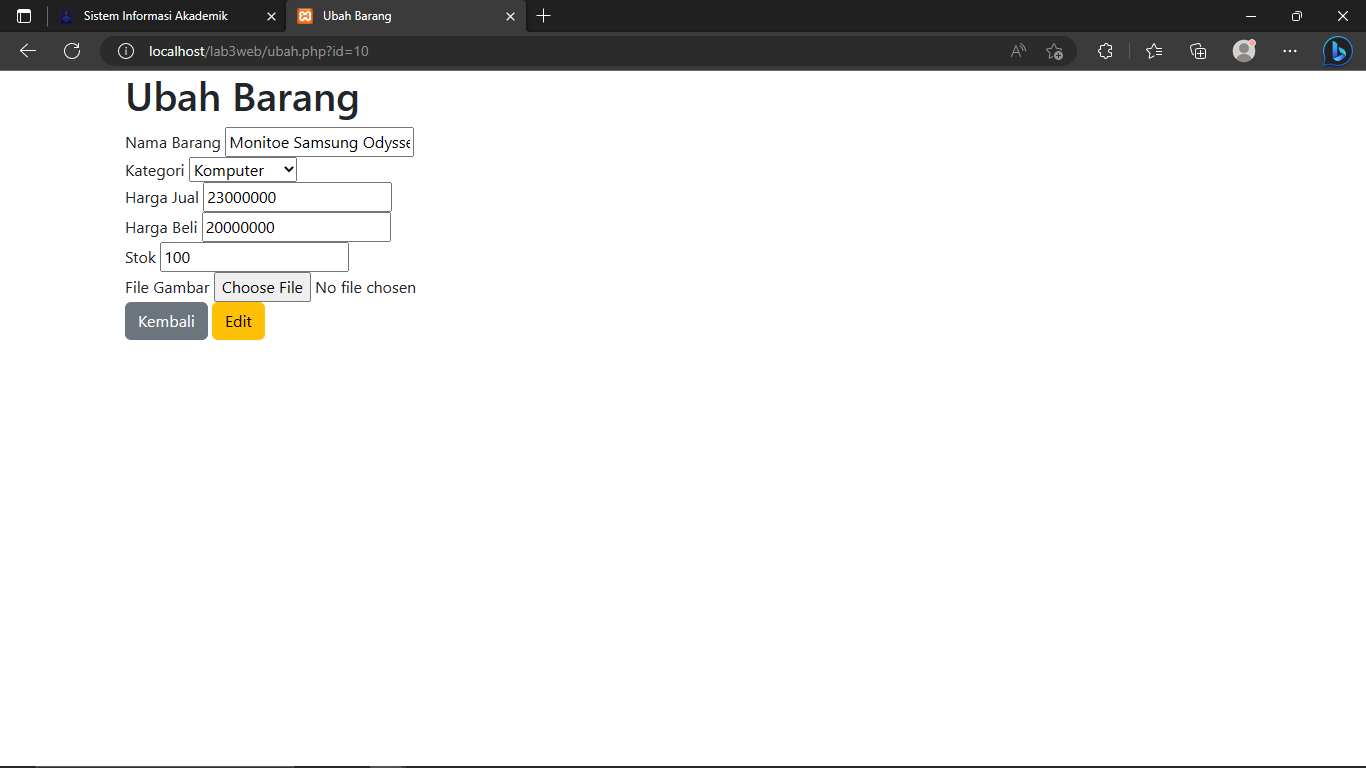 Sistem Informasi Akademik
Ubah Barang
localhost/lab3web/ubah.php?id=10
Ubah Barang
Nama Barang Monitoe Samsung Odysse
Kategori Komputer
Harga Jual 23000000
Harga Beli 20000000
Stok 100
File Gambar Choose File No file chosen
Kembali Edit